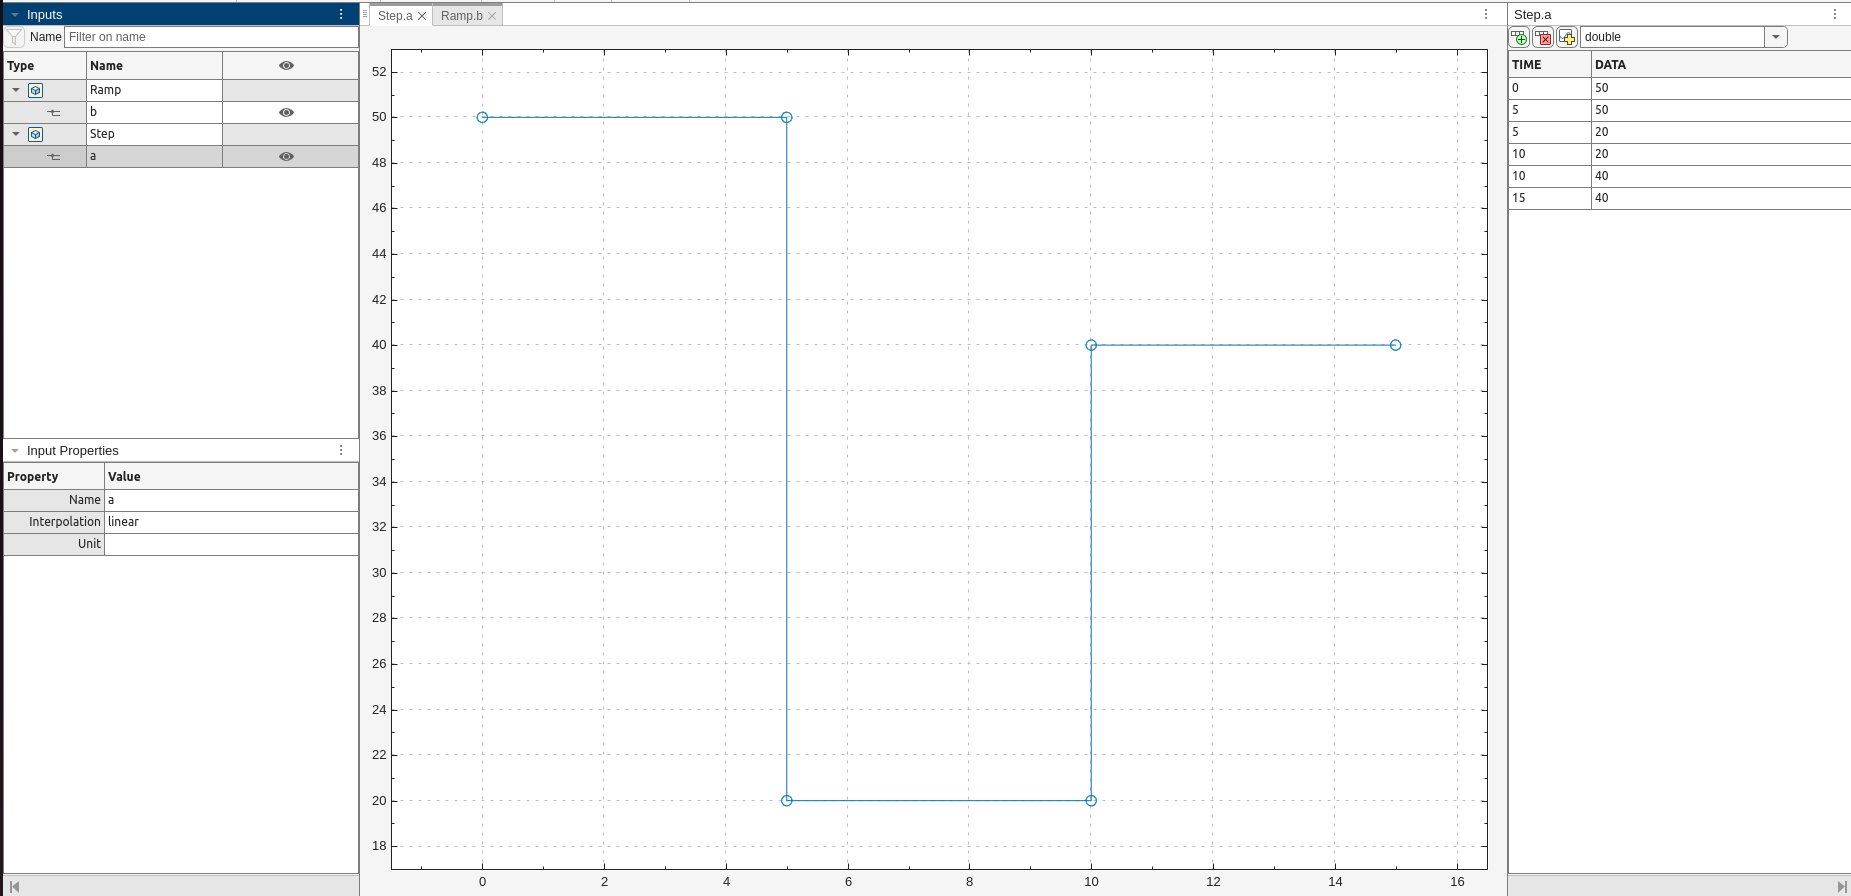 Inputs
Name Filter on name
Type Name
Ramp
b
Step
a
Input Properties
Property Value
Name a
Interpolation linear
Unit
Step.a Ramp.b
52
50
48
46
44
42
40
38
36
34
32
30
28
26
24
22
20
18
0 2 4 6 8 10 12 14 16
Step.a
double
TIME DATA
0 50
5 50
5 20
10 20
10 40
15 40